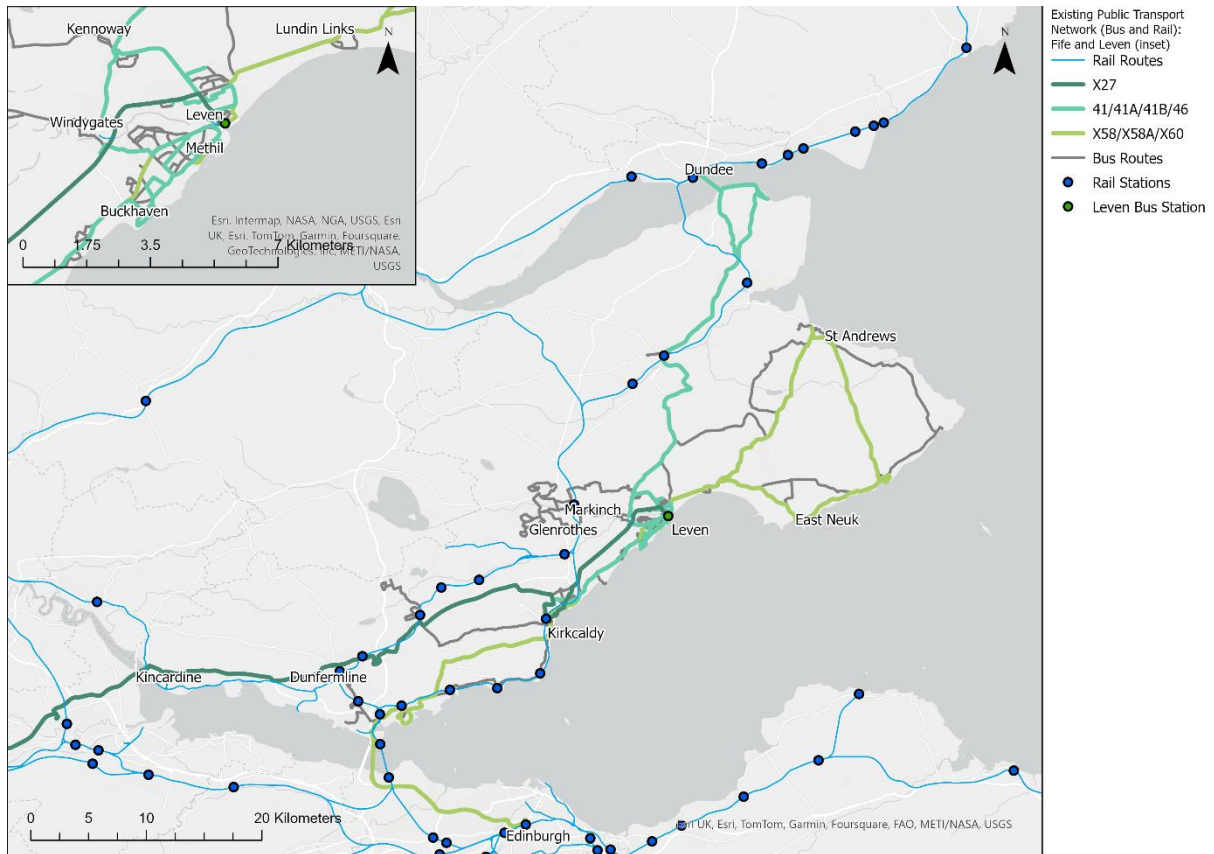 Kennoway
Lundin Links
N
Windygates
Leven
Methil
Buckhaven
Esri, Intermap, NASA, NGA, USGS, Esri
UK, Esri, TomTom, Garmin, Foursquare,
GeoTechnologies, Inc, METI/NASA,
USGS
0 1.75 3.5 7 Kilometers
N
Dundee
St Andrews
Markinch
Glenrothes
Leven
East Neuk
Kirkcaldy
Kincardine
Dunfermline
Edinburgh
0 5 10 20 Kilometers
Esri UK, Esri, TomTom, Garmin, Foursquare, FAO, METI/NASA, USGS
Existing Public Transport
Network (Bus and Rail):
Fife and Leven (inset)
Rail Routes
X27
41/41A/41B/46
X58/X58A/X60
Bus Routes
Rail Stations
Leven Bus Station